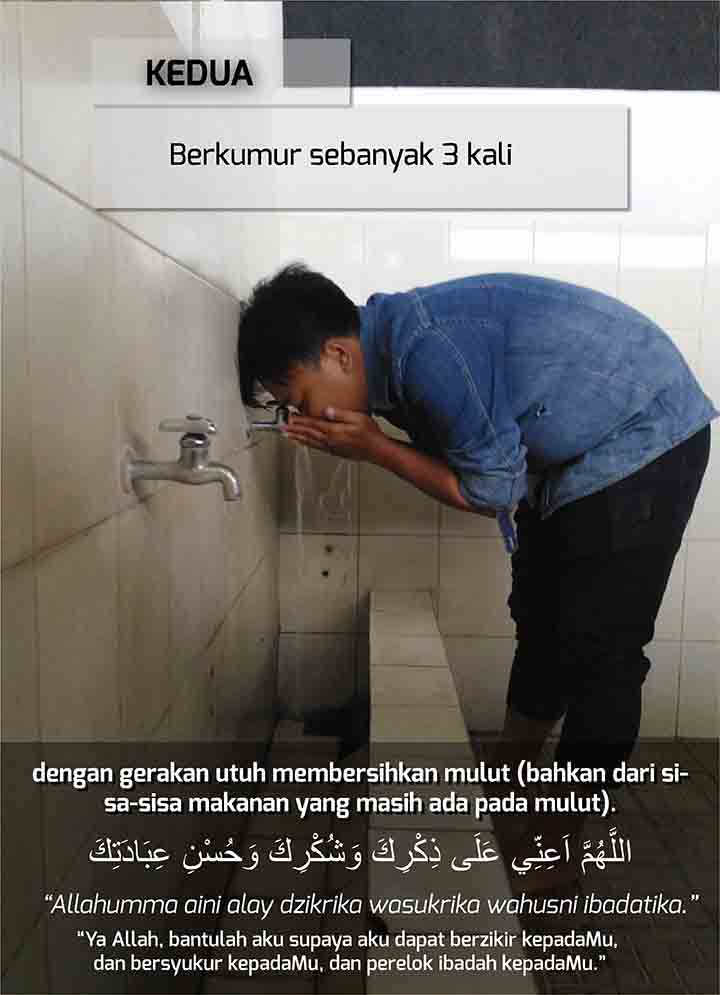 KEDUA
Berkumur sebanyak 3 kali
dengan gerakan utuh membersihkan mulut (bahkan dari si-
sa-sisa makanan yang masih ada pada mulut).
اللَّهُمَّ اَعِنِّي عَلَى ذِكْرِكَ وَشُكْرِكَ وَحُسْنِ عِبَادَتِكَ
“Allahumma aini alay dzikrika wasukrika wahusni ibadatika.”
“Ya Allah, bantulah aku supaya aku dapat berzikir kepadaMu,
dan bersyukur kepadaMu, dan perelok ibadah kepadaMu.”